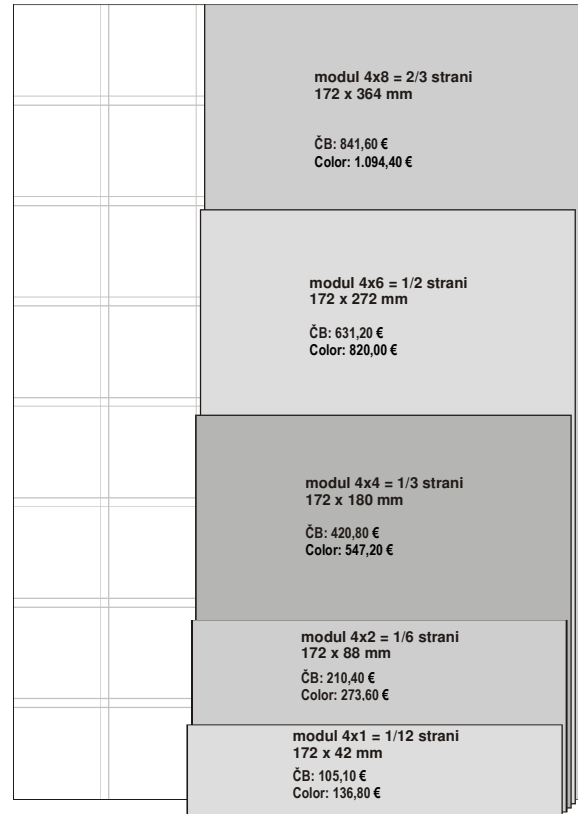 modul 4x8 = 2/3 strani
172 x 364 mm
ČB: 841,60 €
Color: 1.094,40 €
modul 4x6 = 1/2 strani
172 x 272 mm
ČB: 631,20 €
Color: 820,00 €
modul 4x4 = 1/3 strani
172 x 180 mm
ČB: 420,80 €
Color: 547,20 €
modul 4x2 = 1/6 strani
172 x 88 mm
ČB: 210,40 €
Color: 273,60 €
modul 4x1 = 1/12 strani
172 x 42 mm
ČB: 105,10 €
Color: 136,80 €